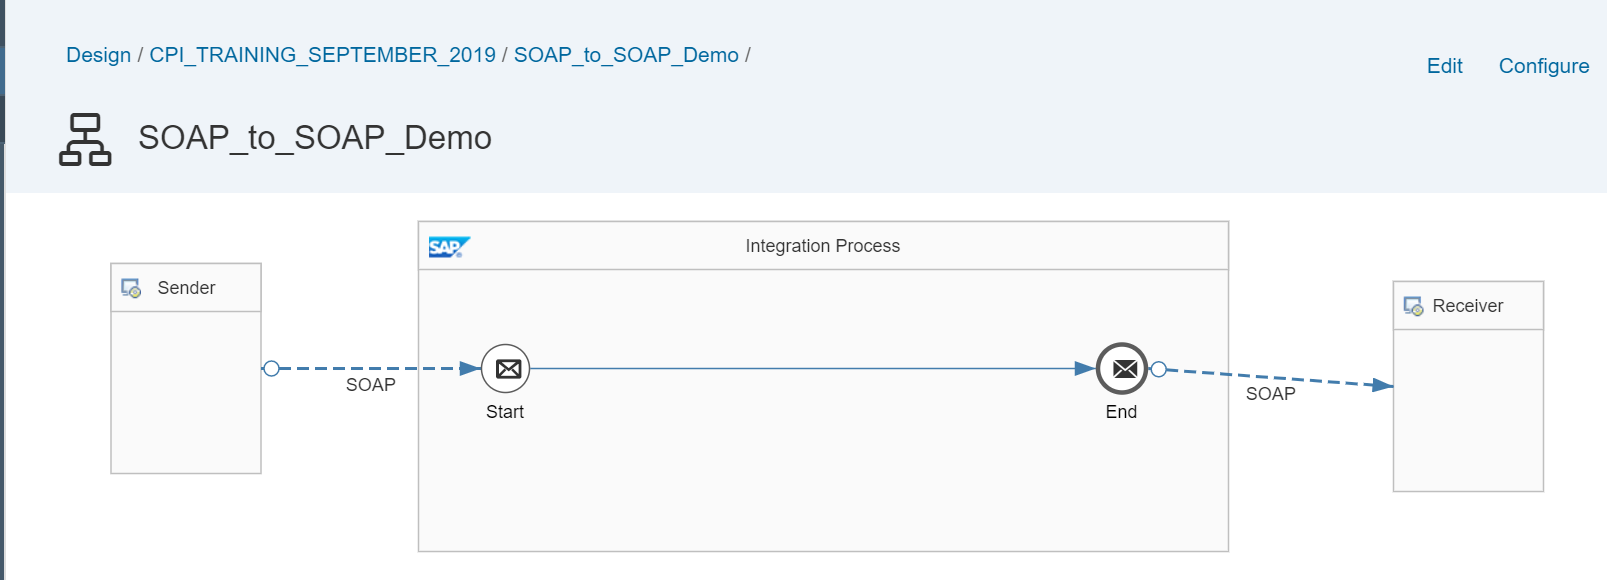 Design / CPI_TRAINING_SEPTEMBER_2019 / SOAP_to_SOAP_Demo /
Edit Configure
SOAP_to_SOAP_Demo
SAP Integration Process
Sender
Receiver
SOAP
Start
End
SOAP